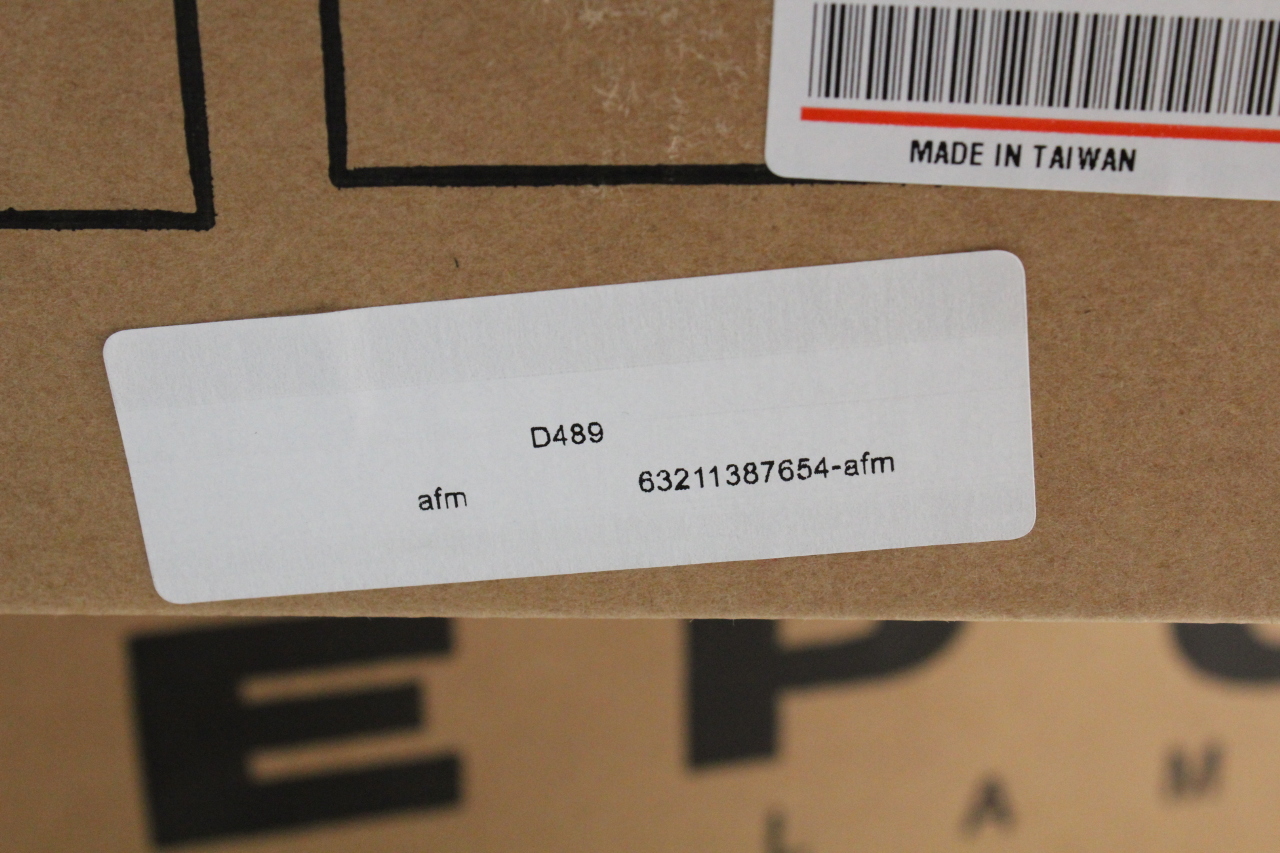 MADE IN TAIWAN
D489
63211387654-afm
afm
E P
L A M